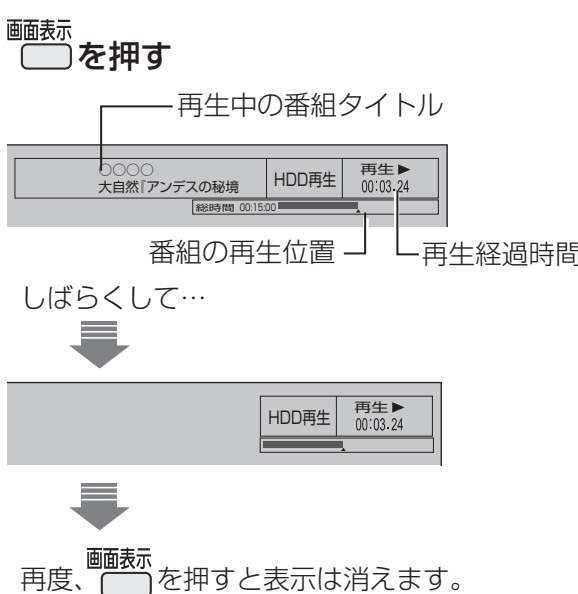 画面表示
を押す
再生中の番組タイトル
○○○○
大自然『アンデスの秘境
HDD再生
再生▶
00:03.24
総時間 00:15:00
番組の再生位置
再生経過時間
しばらくして…
HDD再生
再生▶
00:03.24
画面表示
再度、 を押すと表示は消えます。